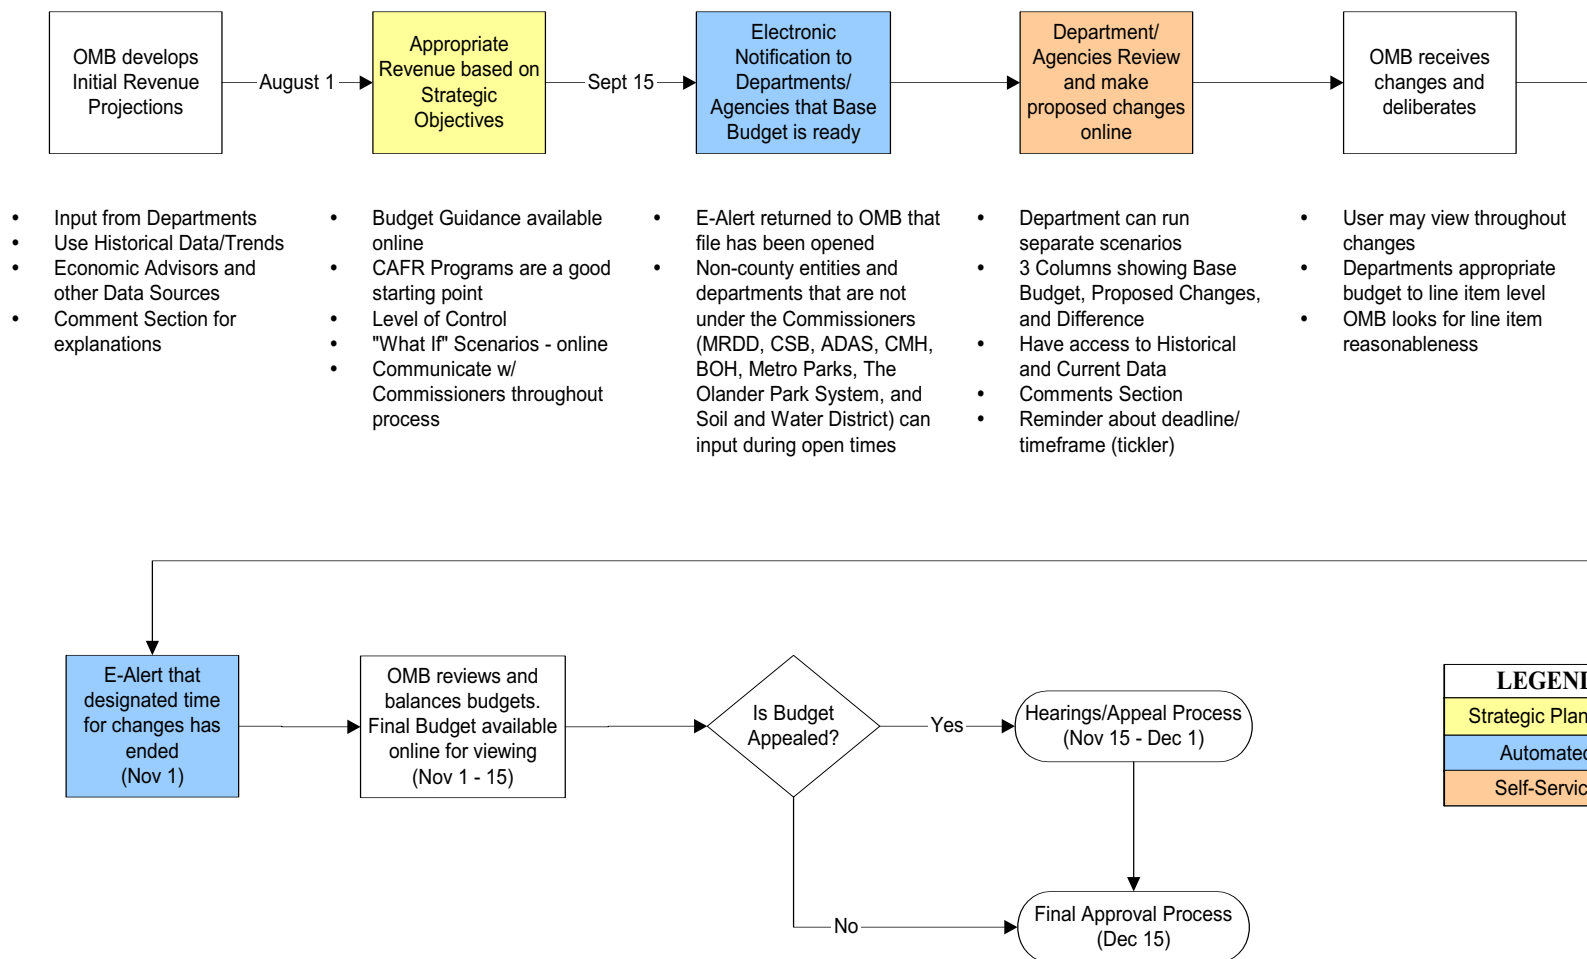 OMB develops
Initial Revenue
Projections
August 1
Appropriate
Revenue based on
Strategic
Objectives
Sept 15
Electronic
Notification to
Departments/
Agencies that Base
Budget is ready
Department/
Agencies Review
and make
proposed changes
online
OMB receives
changes and
deliberates
• Input from Departments
• Use Historical Data/Trends
• Economic Advisors and
other Data Sources
• Comment Section for
explanations
• Budget Guidance available
online
• CAFR Programs are a good
starting point
• Level of Control
• "What If" Scenarios - online
• Communicate w/
Commissioners throughout
process
• E-Alert returned to OMB that
file has been opened
• Non-county entities and
departments that are not
under the Commissioners
(MRDD, CSB, ADAS, CMH,
BOH, Metro Parks, The
Olander Park System, and
Soil and Water District) can
input during open times
• Department can run
separate scenarios
• 3 Columns showing Base
Budget, Proposed Changes,
and Difference
• Have access to Historical
and Current Data
• Comments Section
• Reminder about deadline/
timeframe (tickler)
• User may view throughout
changes
• Departments appropriate
budget to line item level
• OMB looks for line item
reasonableness
E-Alert that
designated time
for changes has
ended
(Nov 1)
OMB reviews and
balances budgets.
Final Budget available
online for viewing
(Nov 1 - 15)
Is Budget
Appealed?
Yes
Hearings/Appeal Process
(Nov 15 - Dec 1)
No
Final Approval Process
(Dec 15)
LEGEND
Strategic Plan
Automated
Self-Servic